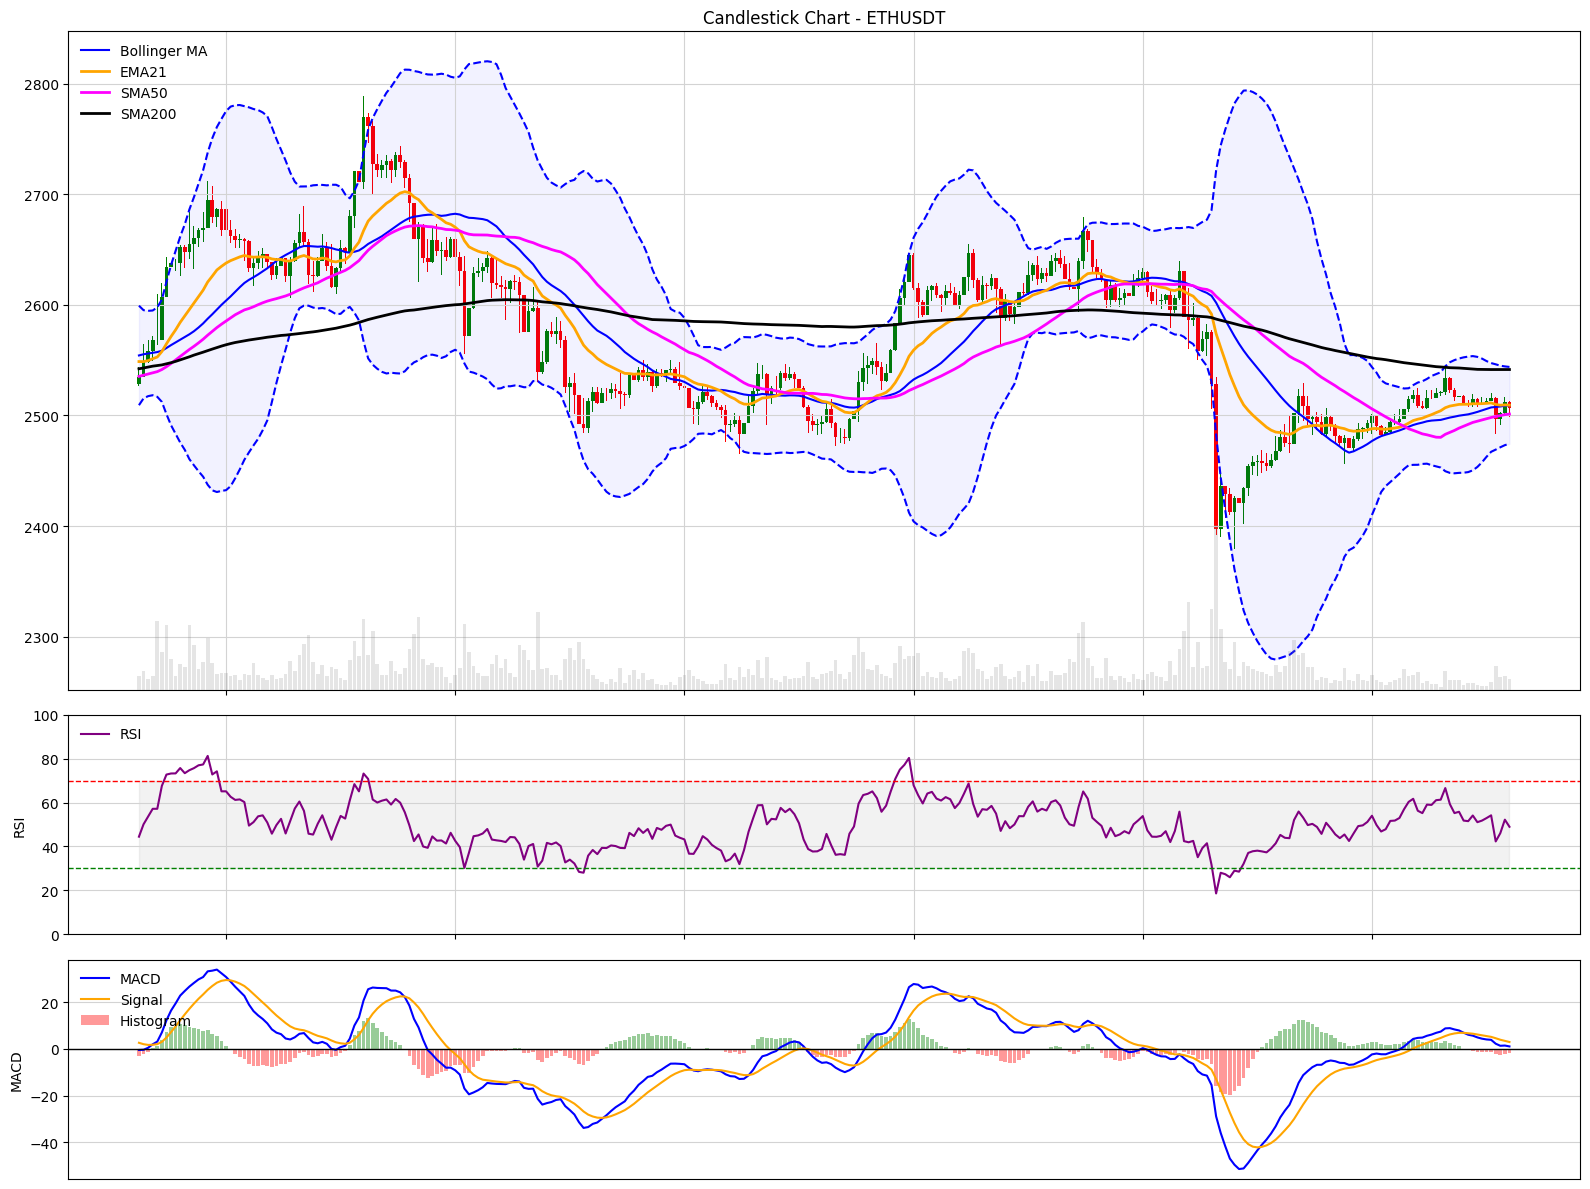 Candlestick Chart - ETHUSDT
Bollinger MA
EMA21
SMA50
SMA200
2800
2700
2600
2500
2400
2300
100
80
60
40
20
0
RSI
RSI
20
0
−20
−40
MACD
MACD
Signal
Histogram